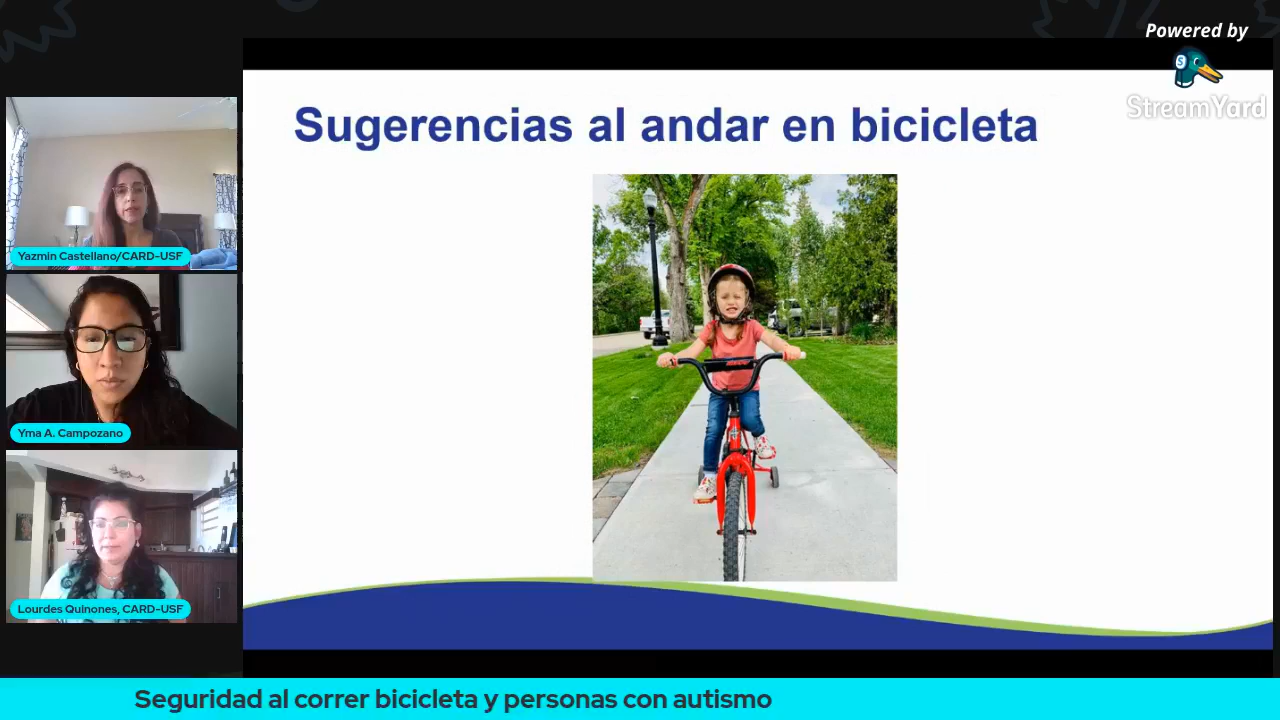 Powered by
StreamYard
Sugerencias al andar en bicicleta
Yazmin Castellano/CARD-USF
Yma A. Campozano
Lourdes Quinones, CARD-USF
Seguridad al correr bicicleta y personas con autismo